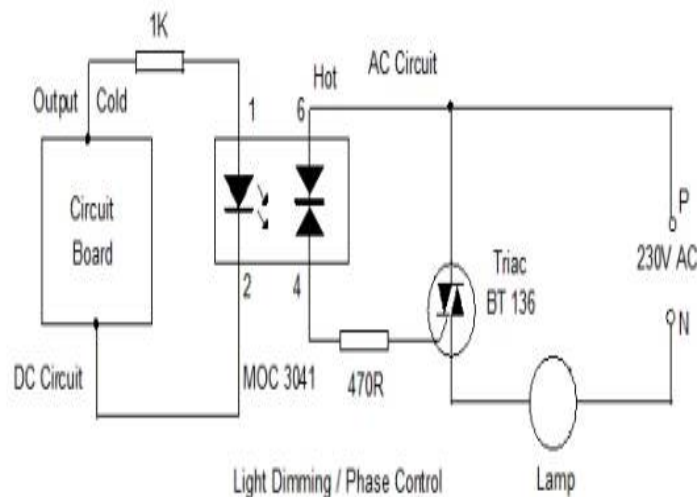 1K
Hot
AC Circuit
Output
Cold
1
6
Circuit
Board
P
230V AC
N
Triac
BT 136
2
4
DC Circuit
MOC 3041
470R
Light Dimming / Phase Control
Lamp